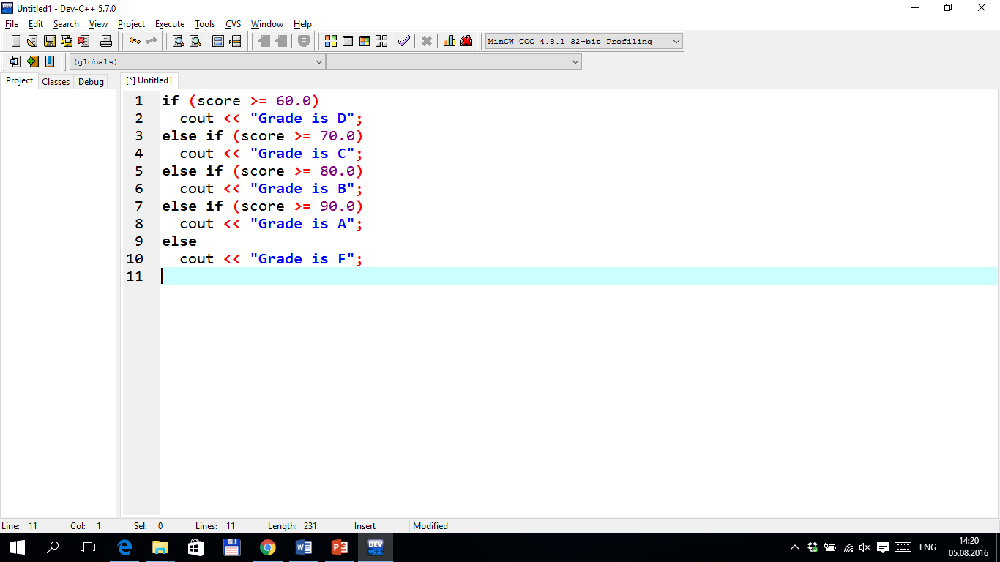 Untitled1 - Dev-C++ 5.7.0
File Edit Search View Project Execute Tools CVS Window Help
MinGW GCC 4.8.1 32-bit Profiling
(globals)
Project Classes Debug [*] Untitled1
1 if (score >= 60.0)
2 cout << "Grade is D";
3 else if (score >= 70.0)
4 cout << "Grade is C";
5 else if (score >= 80.0)
6 cout << "Grade is B";
7 else if (score >= 90.0)
8 cout << "Grade is A";
9 else
10 cout << "Grade is F";
11
Line: 11 Col: 1 Sel: 0 Lines: 11 Length: 231 Insert Modified
ENG 14:20
05.08.2016